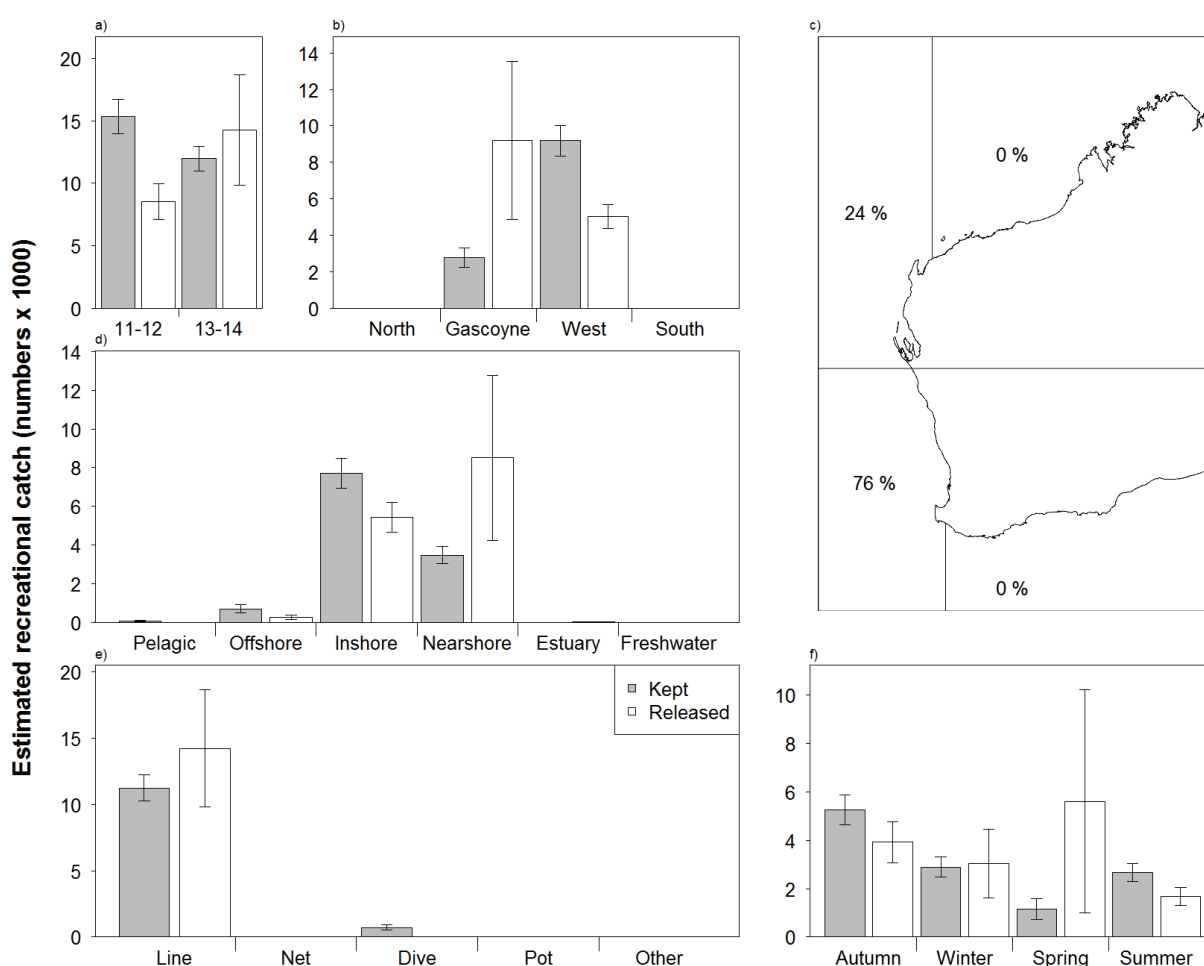 Estimated recreational catch (numbers x 1000)
a)
20
15
10
5
0
11-12 13-14
b)
14
12
10
8
6
4
2
0
North Gascoyne West South
c)
0 %
24 %
76 %
0 %
d)
14
12
10
8
6
4
2
0
Pelagic Offshore Inshore Nearshore Estuary Freshwater
e)
20
15
10
5
0
Kept
Released
Line Net Dive Pot Other
f)
10
8
6
4
2
0
Autumn Winter Spring Summer